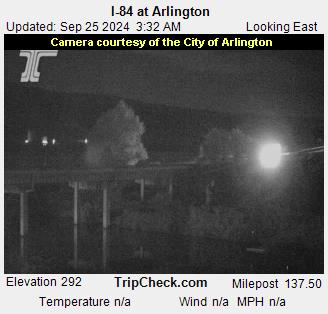 I-84 at Arlington
Updated: Sep 25 2024 3:32 AM Looking East
Camera courtesy of the City of Arlington
Elevation 292 TripCheck.com Milepost 137.50
Temperature n/a Wind n/a MPH n/a